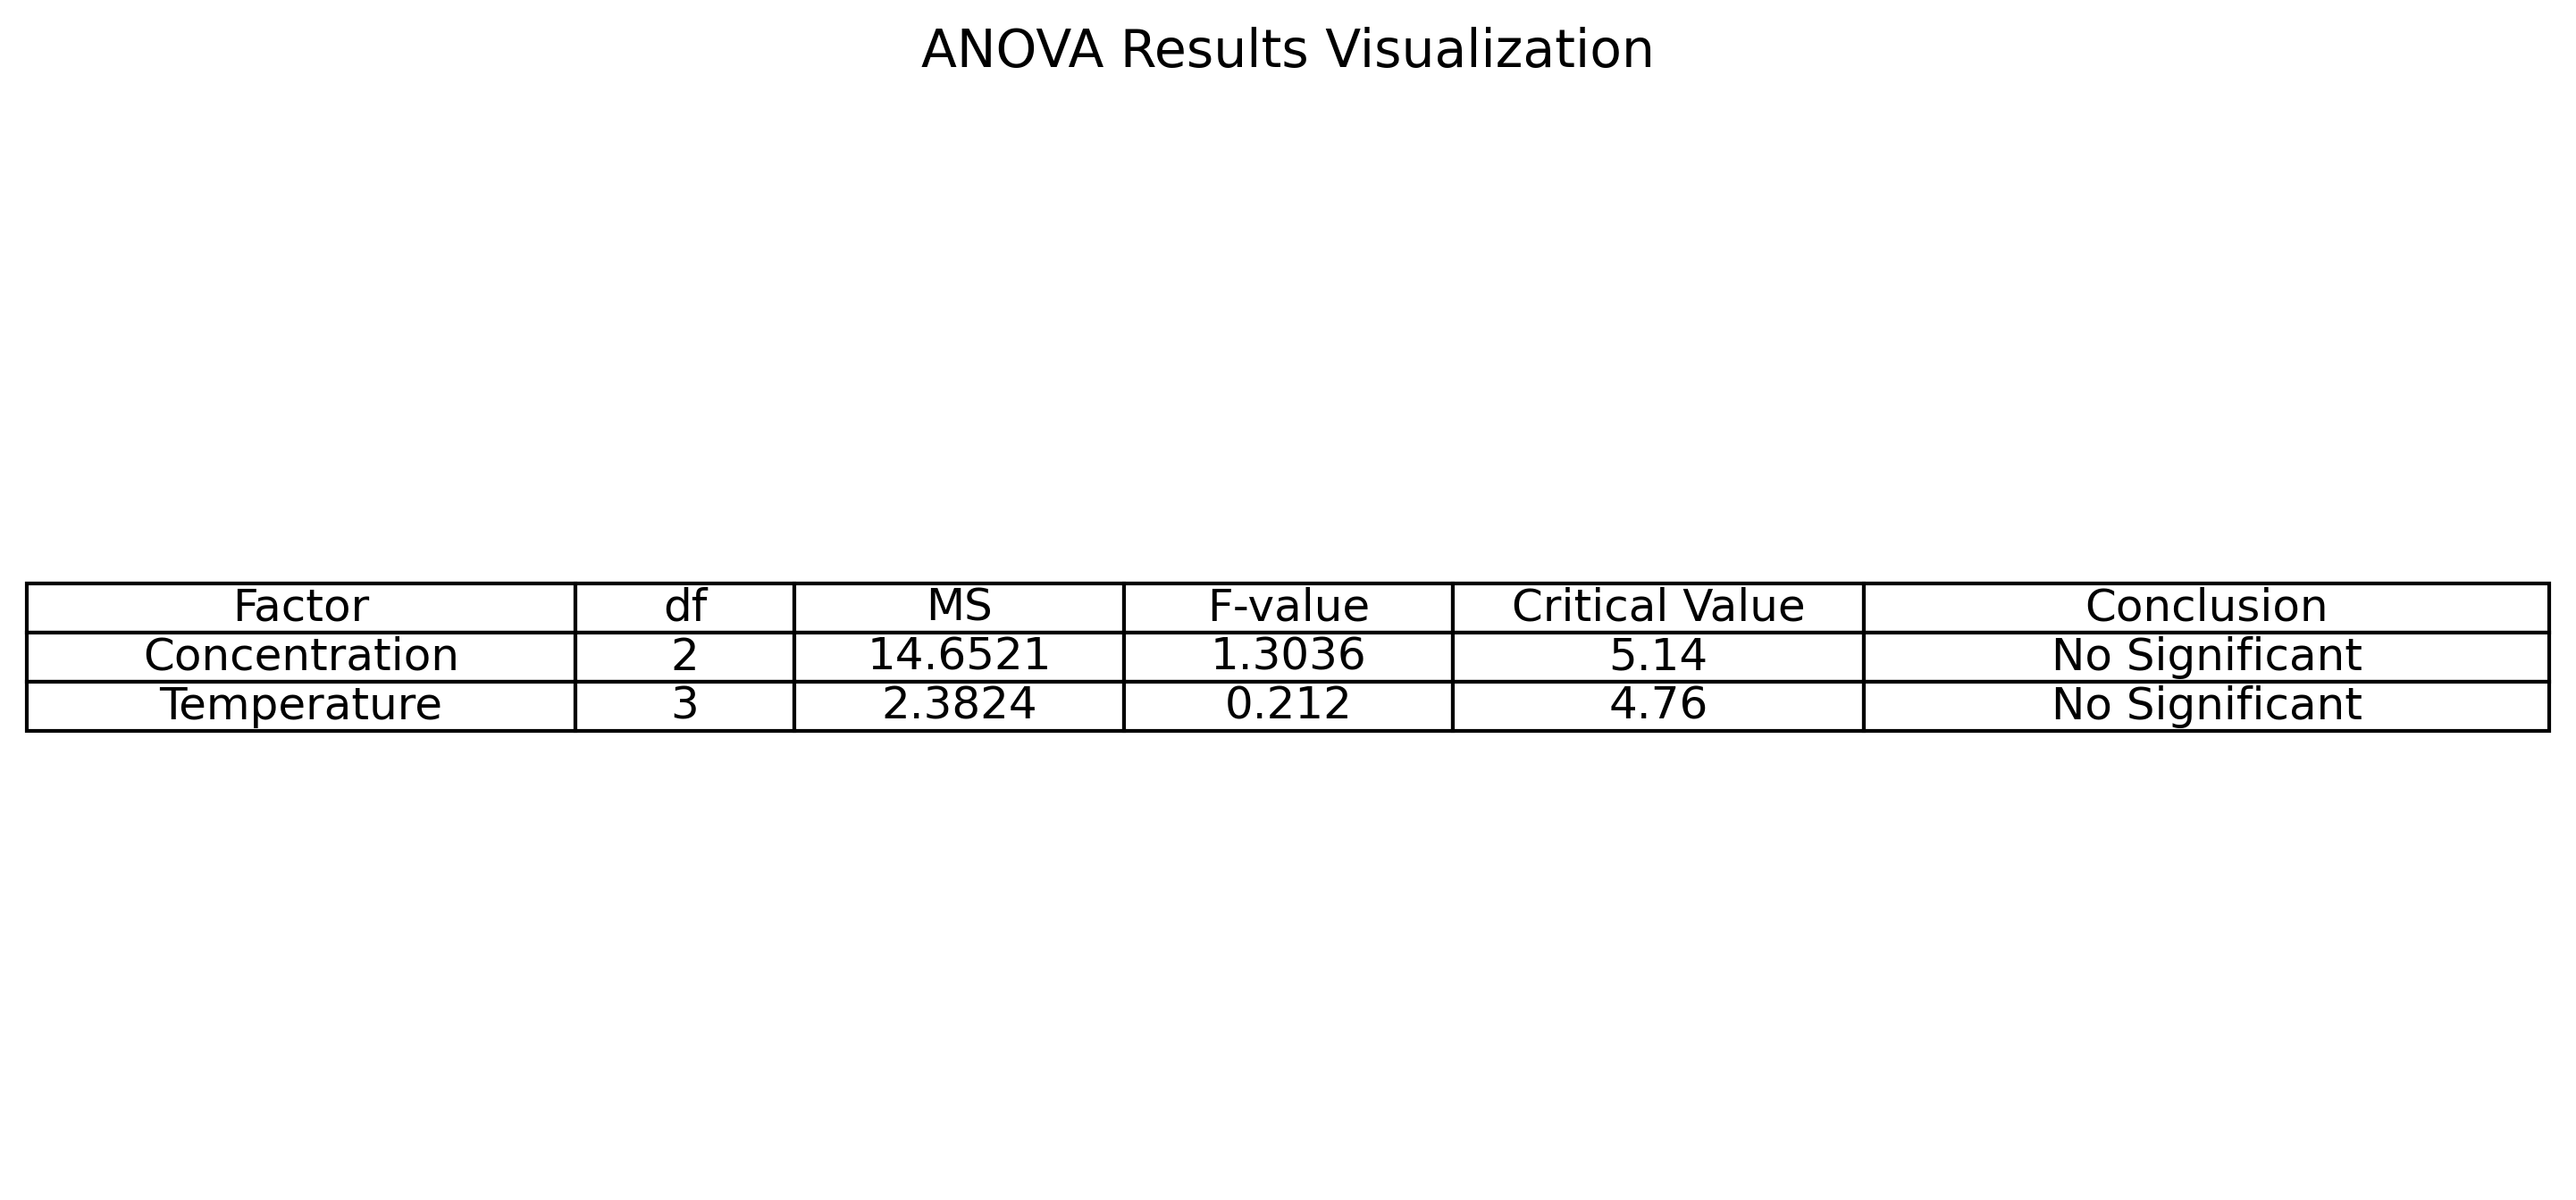 ANOVA Results Visualization
Factor df MS F-value Critical Value Conclusion
Concentration 2 14.6521 1.3036 5.14 No Significant
Temperature 3 2.3824 0.212 4.76 No Significant